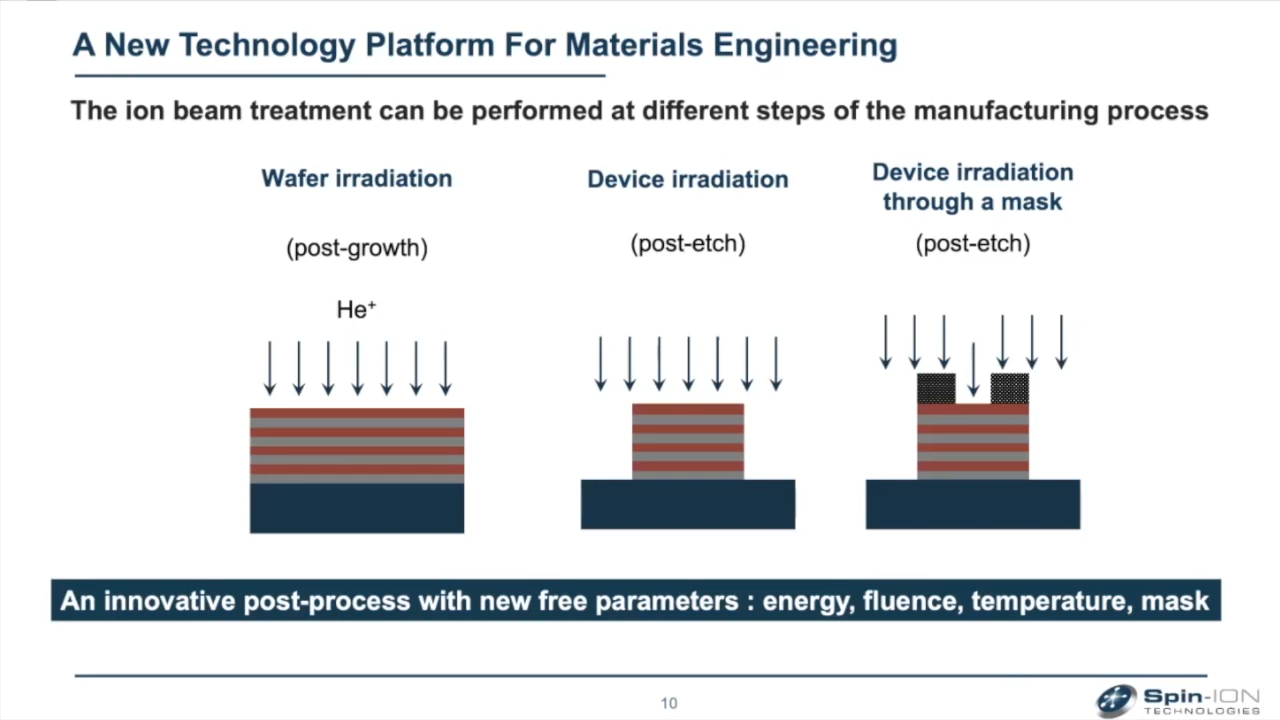 A New Technology Platform For Materials Engineering
The ion beam treatment can be performed at different steps of the manufacturing process
Wafer irradiation
(post-growth)
He⁺
Device irradiation
(post-etch)
Device irradiation
through a mask
(post-etch)
An innovative post-process with new free parameters : energy, fluence, temperature, mask
10
Spin-ION
TECHNOLOGIES